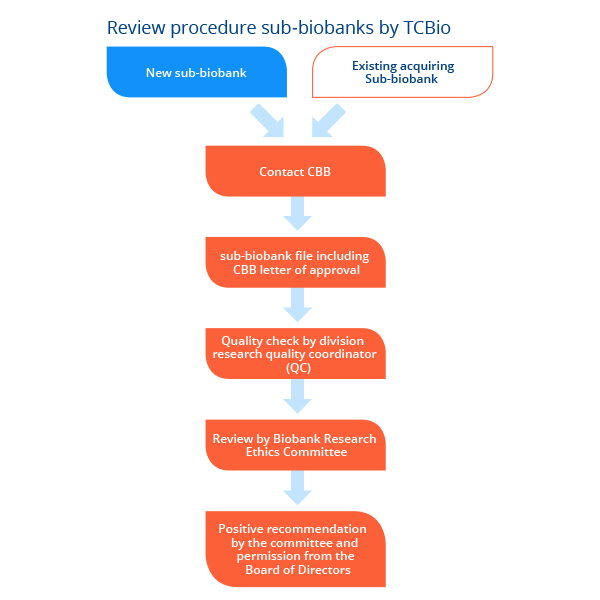 Review procedure sub-biobanks by TCBio
New sub-biobank
Existing acquiring
Sub-biobank
Contact CBB
sub-biobank file including
CBB letter of approval
Quality check by division
research quality coordinator
(QC)
Review by Biobank Research
Ethics Committee
Positive recommendation
by the committee and
permission from the
Board of Directors